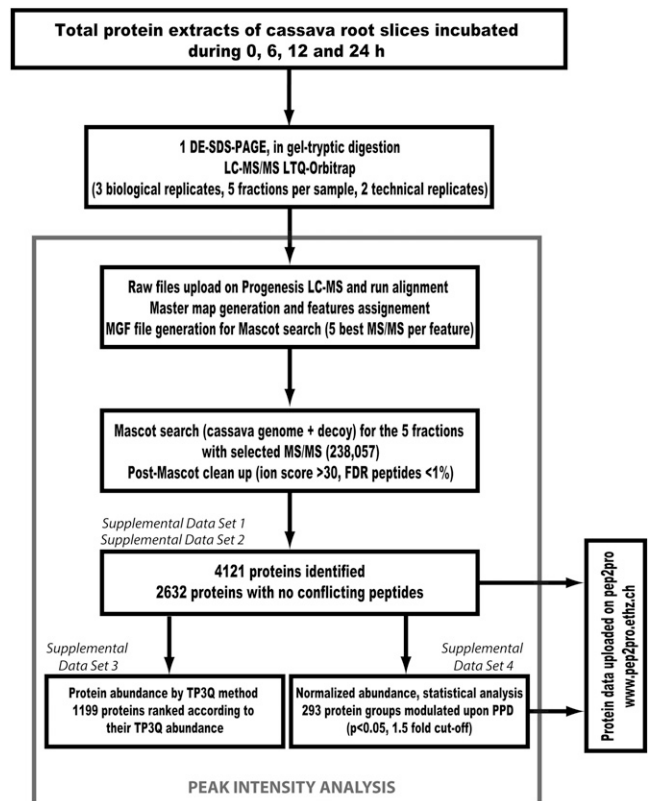 Total protein extracts of cassava root slices incubated
during 0, 6, 12 and 24 h
1 DE-SDS-PAGE, in gel-tryptic digestion
LC-MS/MS LTQ-Orbitrap
(3 biological replicates, 5 fractions per sample, 2 technical replicates)
Raw files upload on Progenesis LC-MS and run alignment
Master map generation and features assignement
MGF file generation for Mascot search (5 best MS/MS per feature)
Mascot search (cassava genome + decoy) for the 5 fractions
with selected MS/MS (238,057)
Post-Mascot clean up (ion score >30, FDR peptides <1%)
Supplemental Data Set 1
Supplemental Data Set 2
4121 proteins identified
2632 proteins with no conflicting peptides
Supplemental
Data Set 3
Protein abundance by TP3Q method
1199 proteins ranked according to
their TP3Q abundance
Supplemental
Data Set 4
Normalized abundance, statistical analysis
293 protein groups modulated upon PPD
(p<0.05, 1.5 fold cut-off)
Protein data uploaded on pep2pro
www.pep2pro.ethz.ch
PEAK INTENSITY ANALYSIS